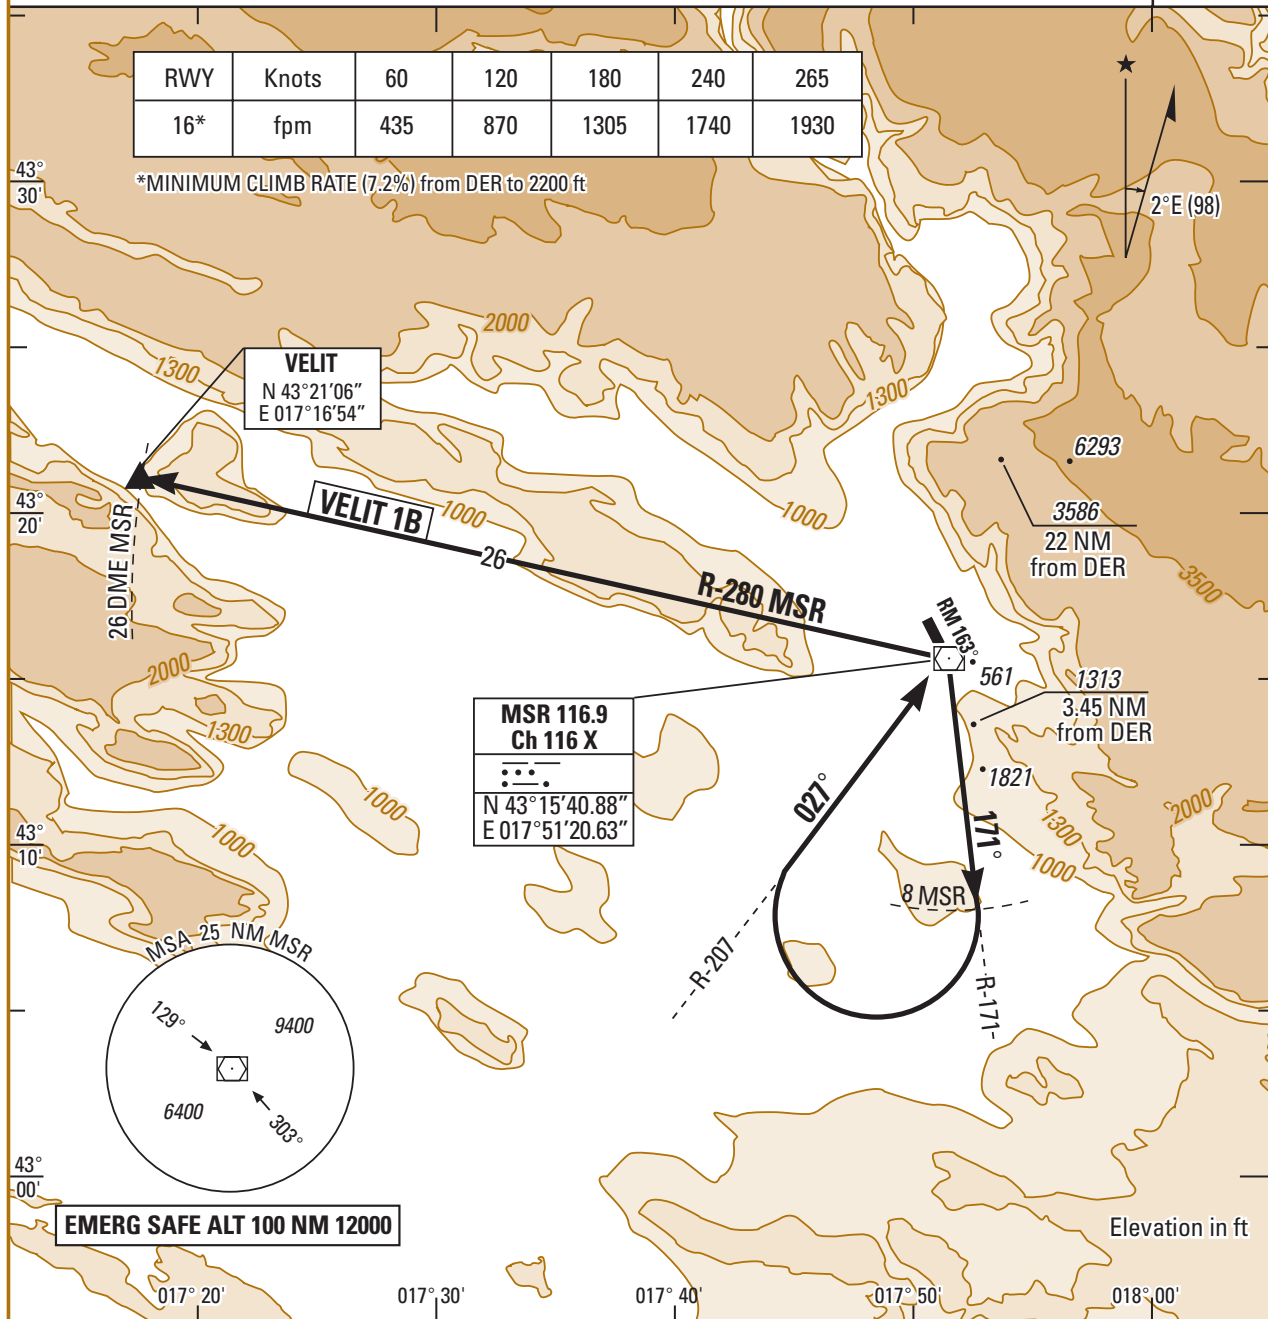 RWY Knots 60 120 180 240 265
16* fpm 435 870 1305 1740 1930
*MINIMUM CLIMB RATE (7.2%) from DER to 2200 ft
43°
30'
2°E (98)
2000
1300
VELIT
N 43°21'06"
E 017°16'54"
1300
6293
43°
20'
VELIT 1B
1000
1000
3586
22 NM
from DER
26
3500
26 DME MSR
R-280 MSR
RM 163°
561
2000
1313
3.45 NM
from DER
1300
MSR 116.9
Ch 116 X
N 43°15'40.88"
E 017°51'20.63"
1821
027°
171°
1000
1000
1300
2000
1000
43°
10'
8 MSR
R-207
R-171
MSA 25 NM MSR
129°
9400
6400
303°
43°
00'
EMERG SAFE ALT 100 NM 12000
Elevation in ft
017° 20' 017° 30' 017° 40' 017° 50' 018° 00'